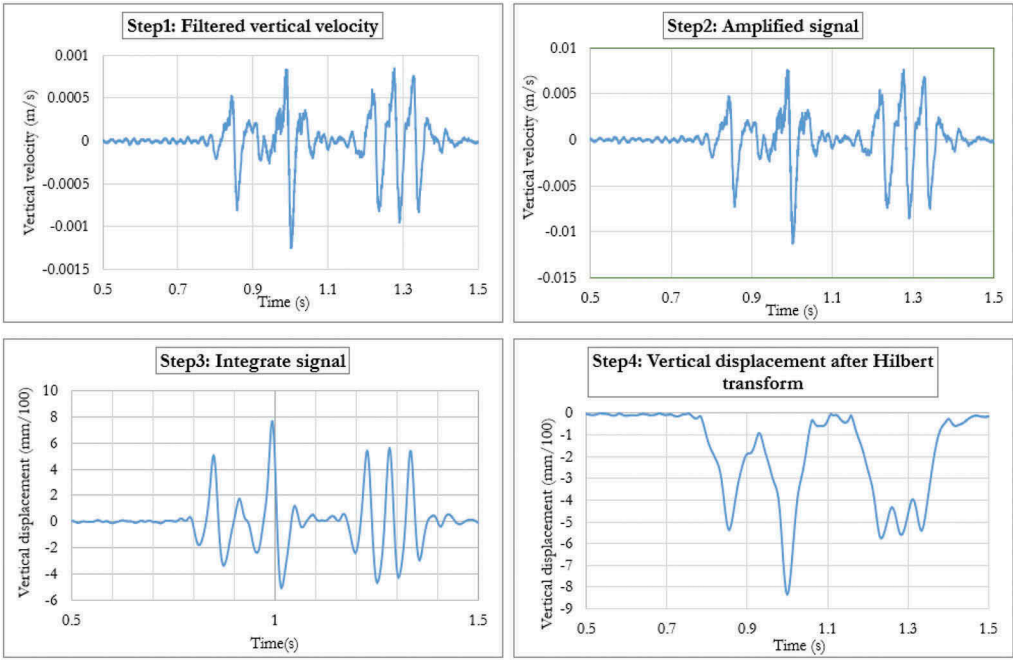 Step1: Filtered vertical velocity
Vertical velocity (m/s)
0.001
0.0005
0
-0.0005
-0.001
-0.0015
0.5 0.7 0.9 1.1 1.3 1.5
Time (s)
Step2: Amplified signal
Vertical velocity (m/s)
0.01
0.005
0
-0.005
-0.01
-0.015
0.5 0.7 0.9 1.1 1.3 1.5
Time (s)
Step3: Integrate signal
Vertical displacement (mm/100)
10
8
6
4
2
0
-2
-4
-6
0.5 1 1.5
Time(s)
Step4: Vertical displacement after Hilbert
transform
Vertical displacement (mm/100)
0
-1
-2
-3
-4
-5
-6
-7
-8
-9
0.5 0.7 0.9 1.1 1.3 1.5
Time (s)